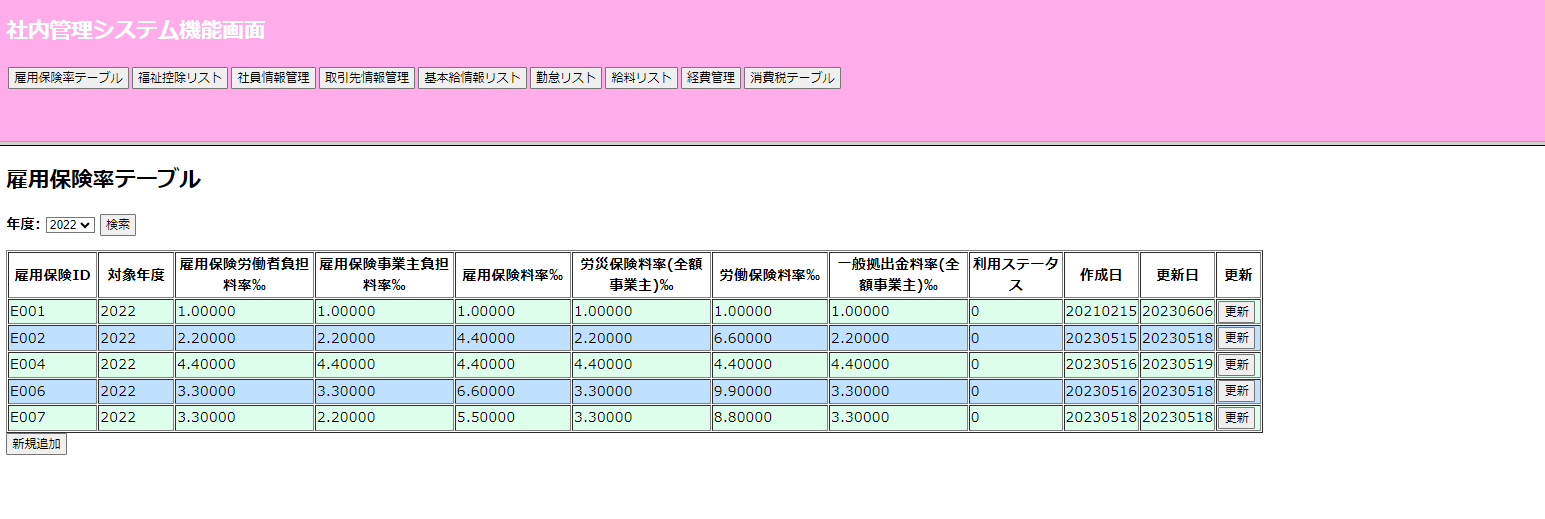 社内管理システム機能画面
雇用保険率テーブル 福祉控除リスト 社員情報管理 取引先情報管理 基本給情報リスト 勤怠リスト 給料リスト 経費管理 消費税テーブル
雇用保険率テーブル
年度: 2022 検索
雇用保険ID 対象年度 雇用保険労働者負担料率‰ 雇用保険事業主負担料率‰ 雇用保険料率‰ 労災保険料率(全額事業主)‰ 労働保険料率‰ 一般拠出金料率(全額事業主)‰ 利用ステータス 作成日 更新日 更新
E001 2022 1.00000 1.00000 1.00000 1.00000 1.00000 1.00000 0 20210215 20230606 更新
E002 2022 2.20000 2.20000 4.40000 2.20000 6.60000 2.20000 0 20230515 20230518 更新
E004 2022 4.40000 4.40000 4.40000 4.40000 4.40000 4.40000 0 20230516 20230519 更新
E006 2022 3.30000 3.30000 6.60000 3.30000 9.90000 3.30000 0 20230516 20230518 更新
E007 2022 3.30000 2.20000 5.50000 3.30000 8.80000 3.30000 0 20230518 20230518 更新
新規追加